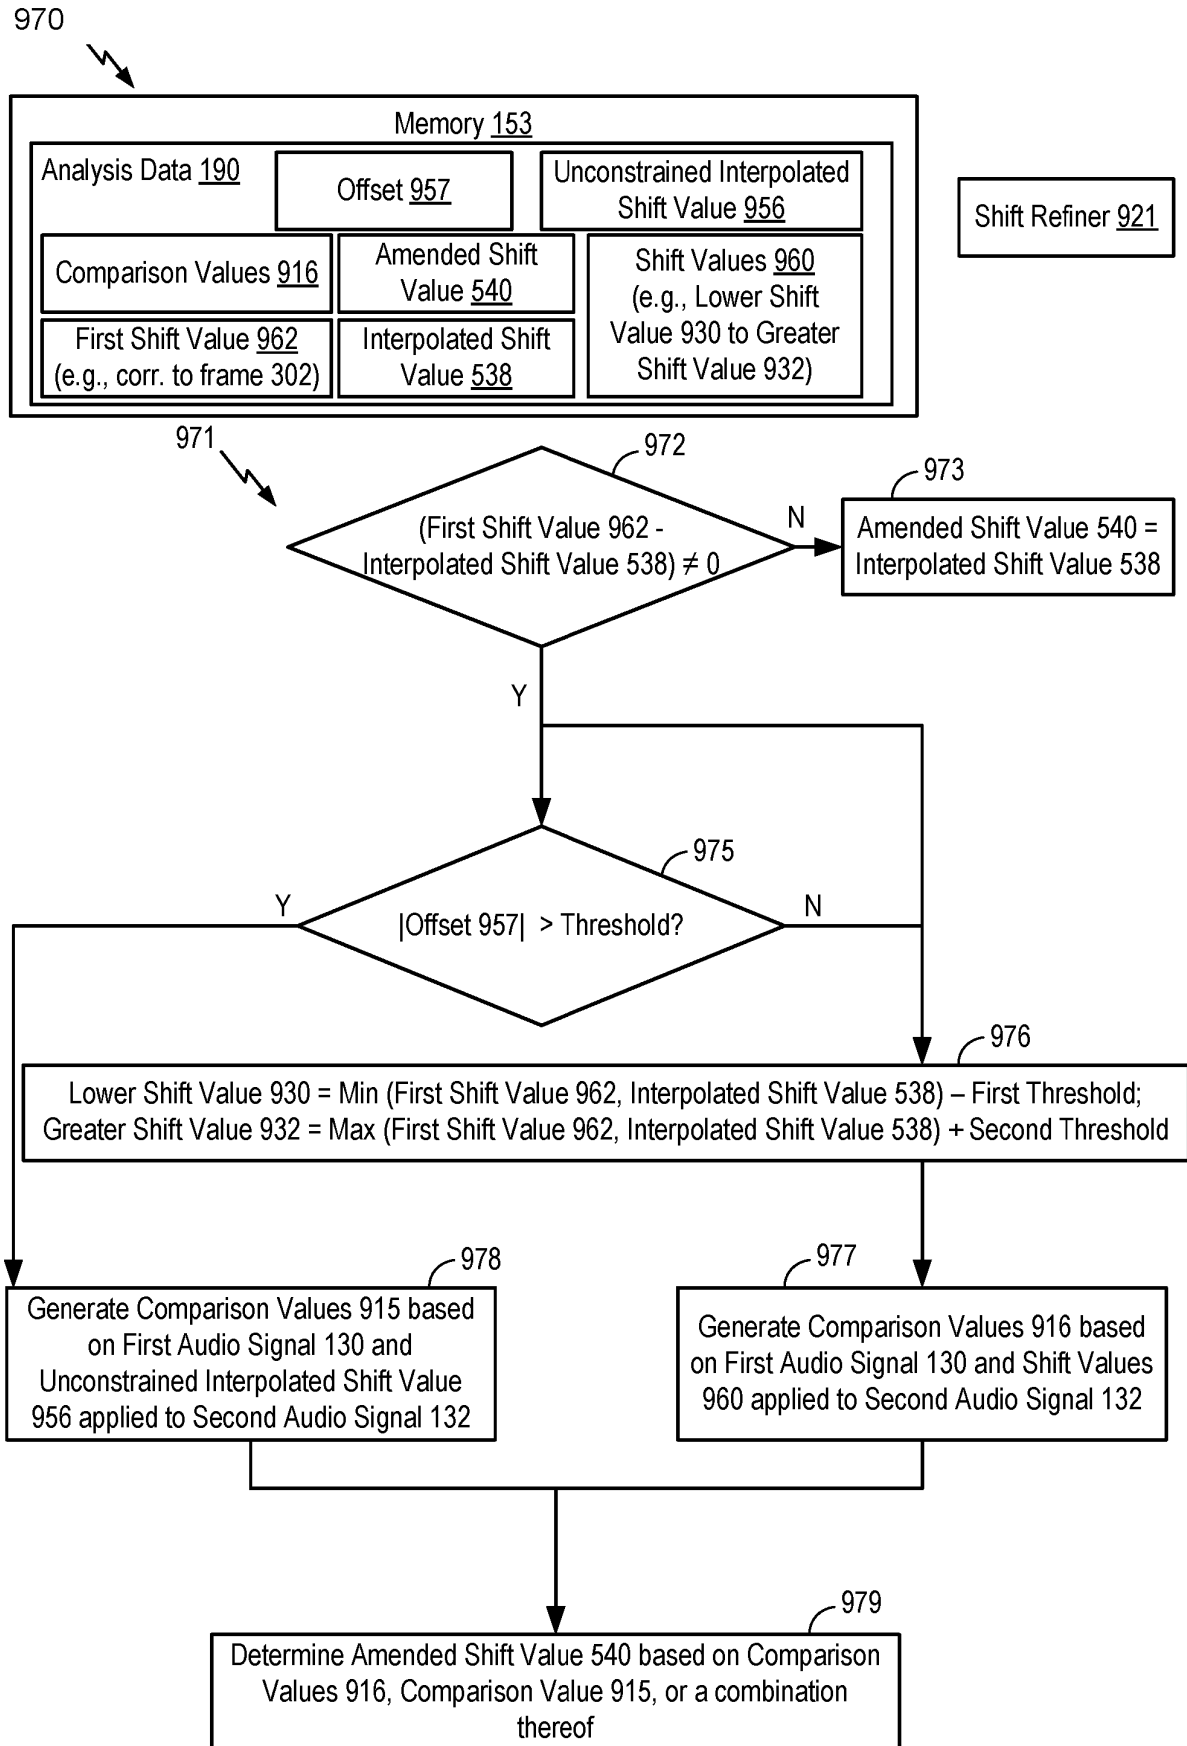 970
Memory 153
Analysis Data 190
Offset 957
Unconstrained Interpolated
Shift Value 956
Shift Refiner 921
Comparison Values 916
Amended Shift
Value 540
Shift Values 960
(e.g., Lower Shift
Value 930 to Greater
Shift Value 932)
First Shift Value 962
(e.g., corr. to frame 302)
Interpolated Shift
Value 538
971
972
(First Shift Value 962 -
Interpolated Shift Value 538) ≠ 0
N
973
Amended Shift Value 540 =
Interpolated Shift Value 538
Y
975
Y
|Offset 957| > Threshold?
N
976
Lower Shift Value 930 = Min (First Shift Value 962, Interpolated Shift Value 538) – First Threshold;
Greater Shift Value 932 = Max (First Shift Value 962, Interpolated Shift Value 538) + Second Threshold
978
Generate Comparison Values 915 based
on First Audio Signal 130 and
Unconstrained Interpolated Shift Value
956 applied to Second Audio Signal 132
977
Generate Comparison Values 916 based
on First Audio Signal 130 and Shift Values
960 applied to Second Audio Signal 132
979
Determine Amended Shift Value 540 based on Comparison
Values 916, Comparison Value 915, or a combination
thereof